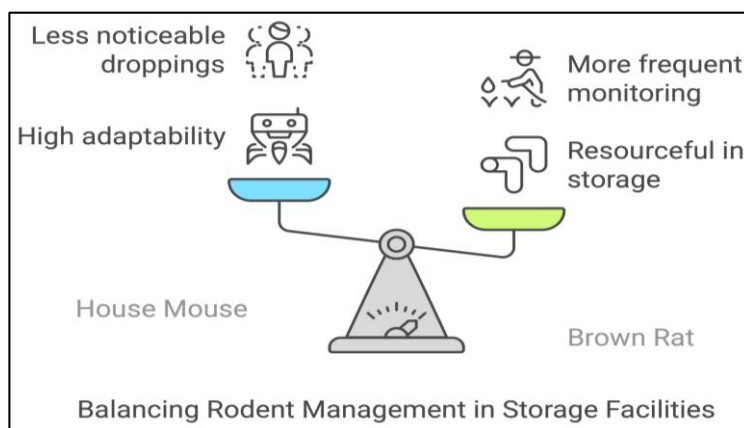 Less noticeable
droppings
High adaptability
More frequent
monitoring
Resourceful in
storage
House Mouse
Brown Rat
Balancing Rodent Management in Storage Facilities